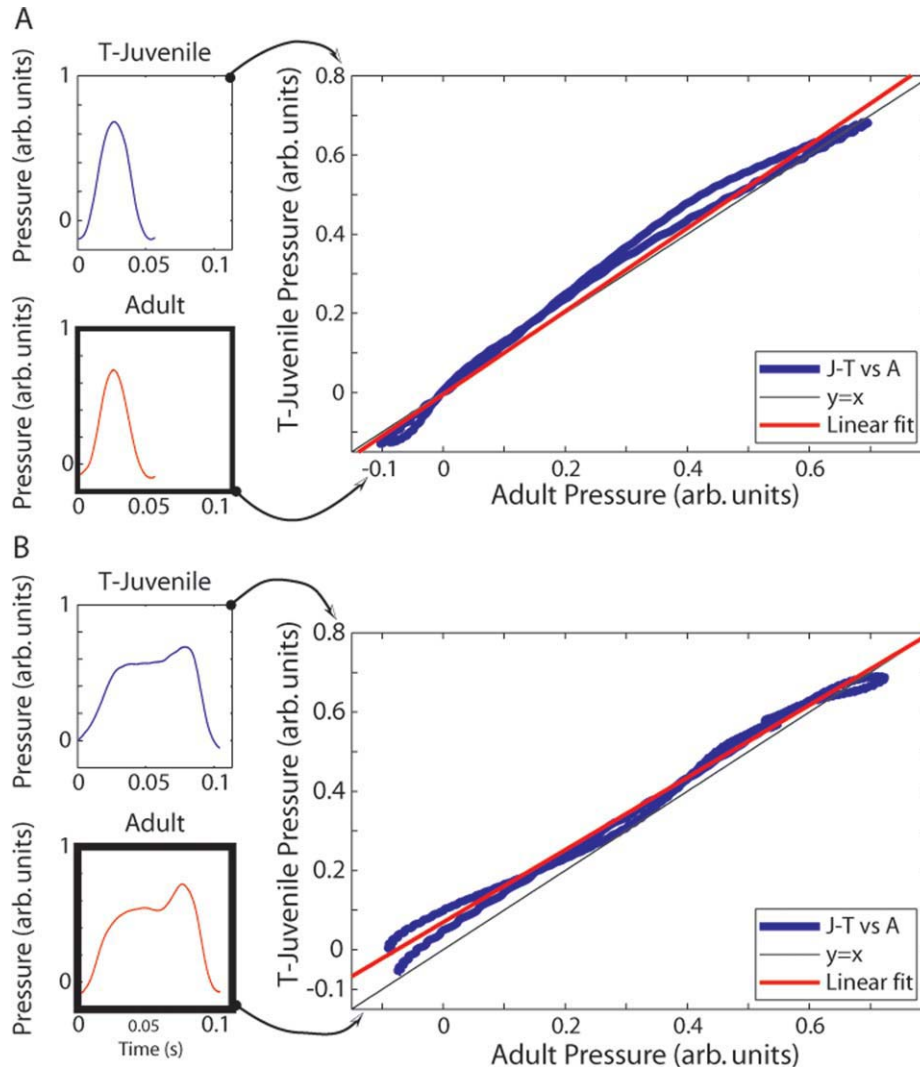 A
T-Juvenile
Pressure (arb. units)
1
0
0 0.05 0.1
Adult
Pressure (arb. units)
1
0
0 0.05 0.1
T-Juvenile Pressure (arb. units)
0.8
0.6
0.4
0.2
0
-0.1 0 0.2 0.4 0.6
Adult Pressure (arb. units)
J-T vs A
y=x
Linear fit
B
T-Juvenile
Pressure (arb. units)
1
0
0 0.05 0.1
Adult
Pressure (arb. units)
1
0
0 0.05 0.1
Time (s)
T-Juvenile Pressure (arb. units)
0.8
0.6
0.4
0.2
0
-0.1
0 0.2 0.4 0.6
Adult Pressure (arb. units)
J-T vs A
y=x
Linear fit